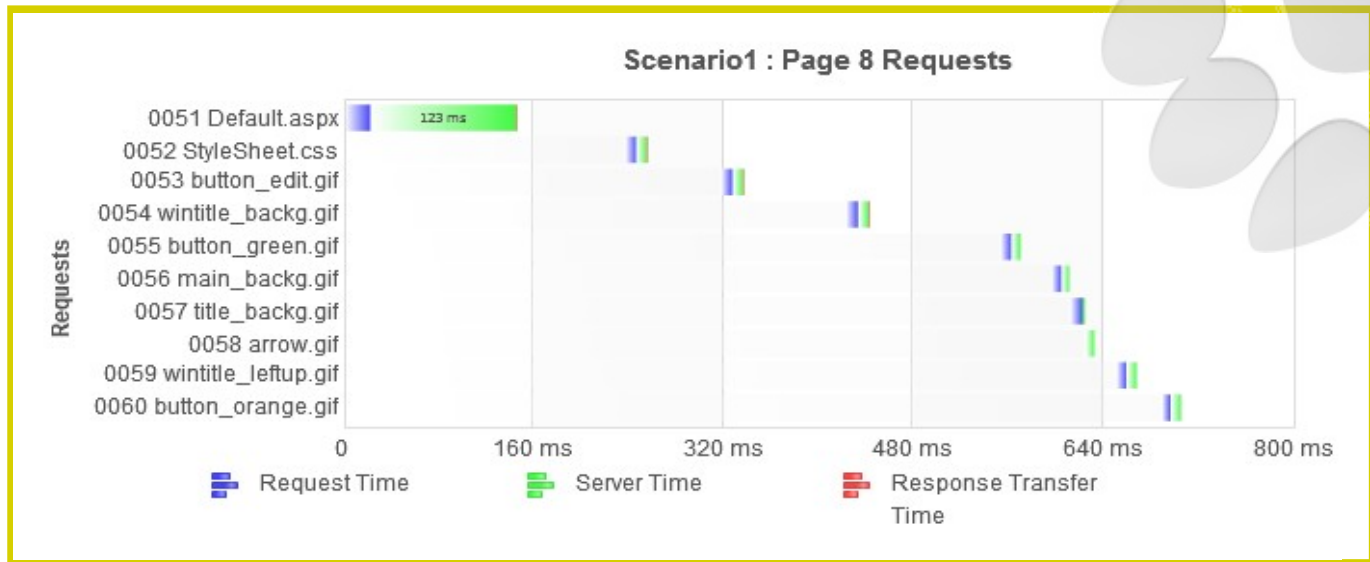 Scenario1 : Page 8 Requests
Requests
0051 Default.aspx
123 ms
0052 StyleSheet.css
0053 button_edit.gif
0054 wintitle_backg.gif
0055 button_green.gif
0056 main_backg.gif
0057 title_backg.gif
0058 arrow.gif
0059 wintitle_leftup.gif
0060 button_orange.gif
0 160 ms 320 ms 480 ms 640 ms 800 ms
Request Time Server Time Response Transfer
Time